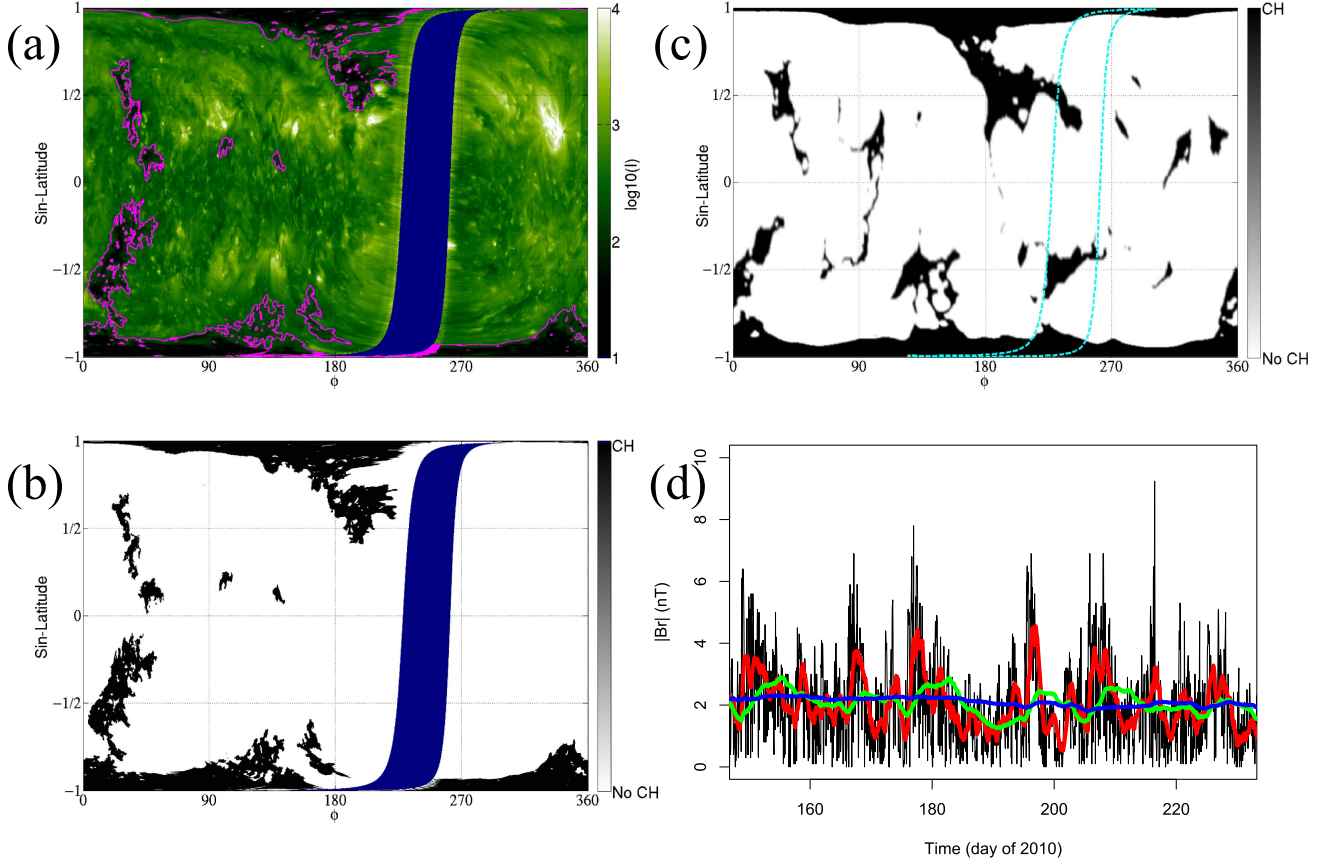 (a)
1
1/2
0
−1/2
−1
Sin-Latitude
0 90 180 270 360
ϕ
4
3
2
1
log10(I)
(c)
1
1/2
0
−1/2
−1
Sin-Latitude
0 90 180 270 360
ϕ
CH
No CH
(b)
1
1/2
0
−1/2
−1
Sin-Latitude
0 90 180 270 360
ϕ
CH
No CH
(d)
10
8
6
4
2
0
|Br| (nT)
160 180 200 220
Time (day of 2010)